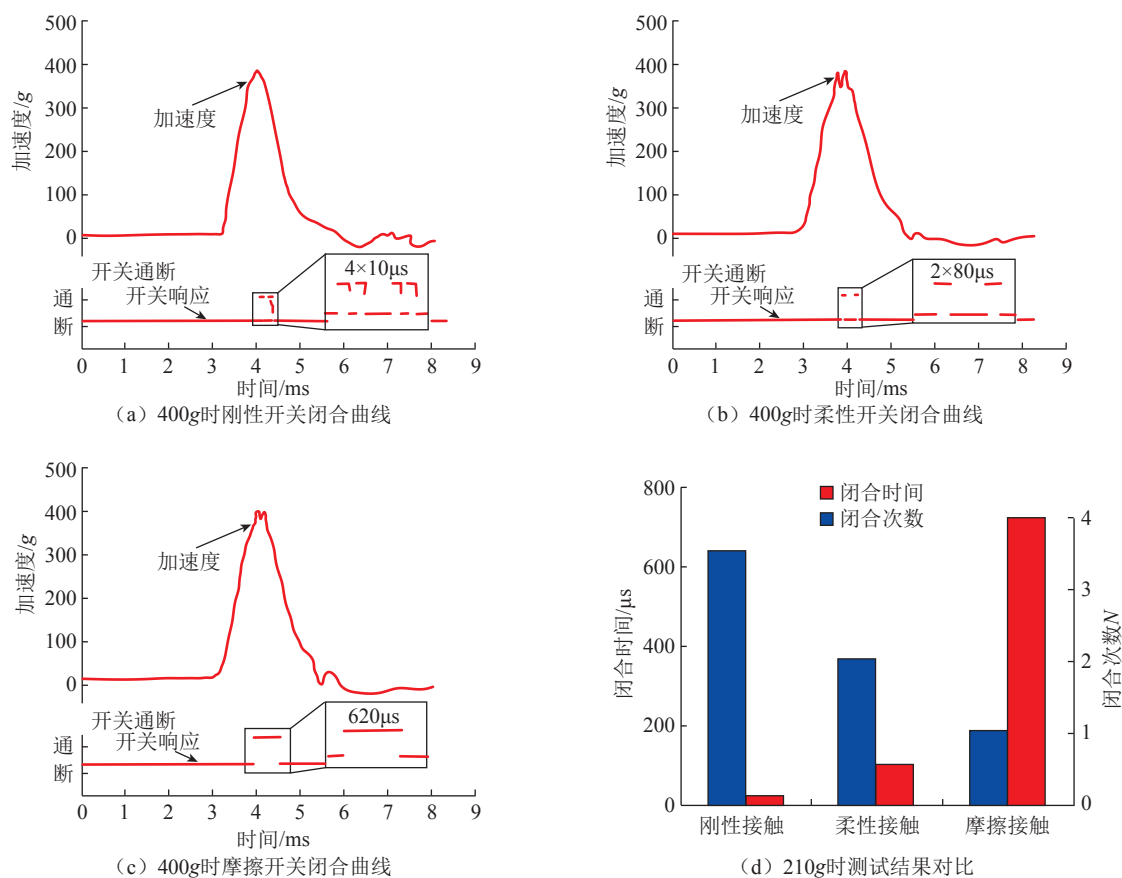 500
400
300
200
100
0
加速度/g
加速度
开关通断
4×10μs
开关响应
通
断
0 1 2 3 4 5 6 7 8 9
时间/ms
（a）400g时刚性开关闭合曲线
500
400
300
200
100
0
加速度/g
加速度
开关通断
2×80μs
开关响应
通
断
0 1 2 3 4 5 6 7 8 9
时间/ms
（b）400g时柔性开关闭合曲线
500
400
300
200
100
0
加速度/g
加速度
开关通断
620μs
开关响应
通
断
0 1 2 3 4 5 6 7 8 9
时间/ms
（c）400g时摩擦开关闭合曲线
800
600
400
200
0
闭合时间/μs
闭合时间
闭合次数
4
3
2
1
0
闭合次数N
刚性接触 柔性接触 摩擦接触
（d）210g时测试结果对比